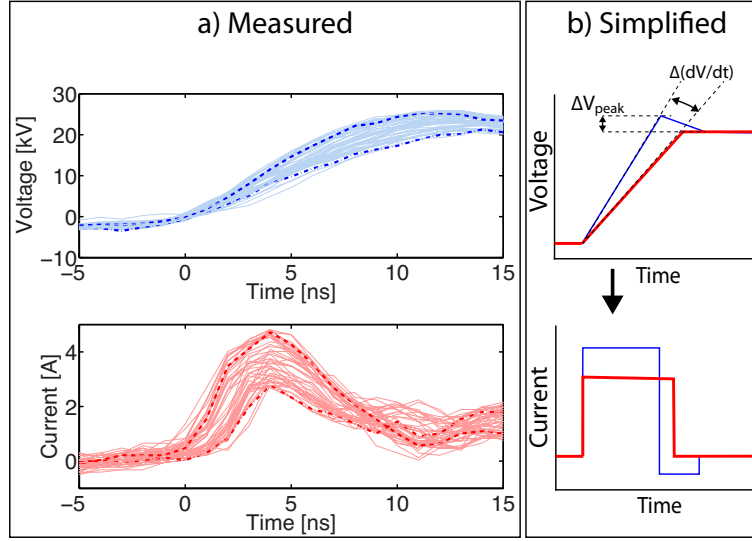 a) Measured
30
20
10
0
−10
Voltage [kV]
−5
0
5
10
15
Time [ns]
4
2
0
Current [A]
−5
0
5
10
15
Time [ns]
b) Simplified
Δ(dV/dt)
ΔVpeak
Voltage
Time
Current
Time